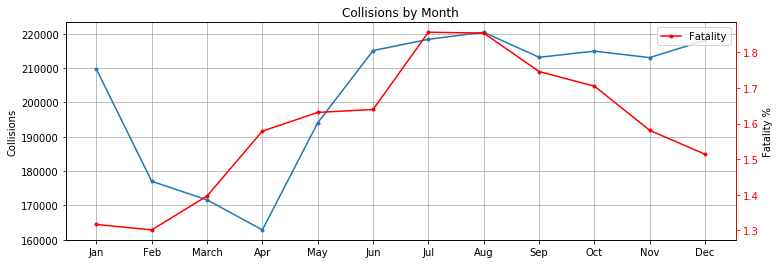 Collisions by Month
Collisions
220000
210000
200000
190000
180000
170000
160000
Fatality
Fatality %
1.8
1.7
1.6
1.5
1.4
1.3
Jan Feb March Apr May Jun Jul Aug Sep Oct Nov Dec